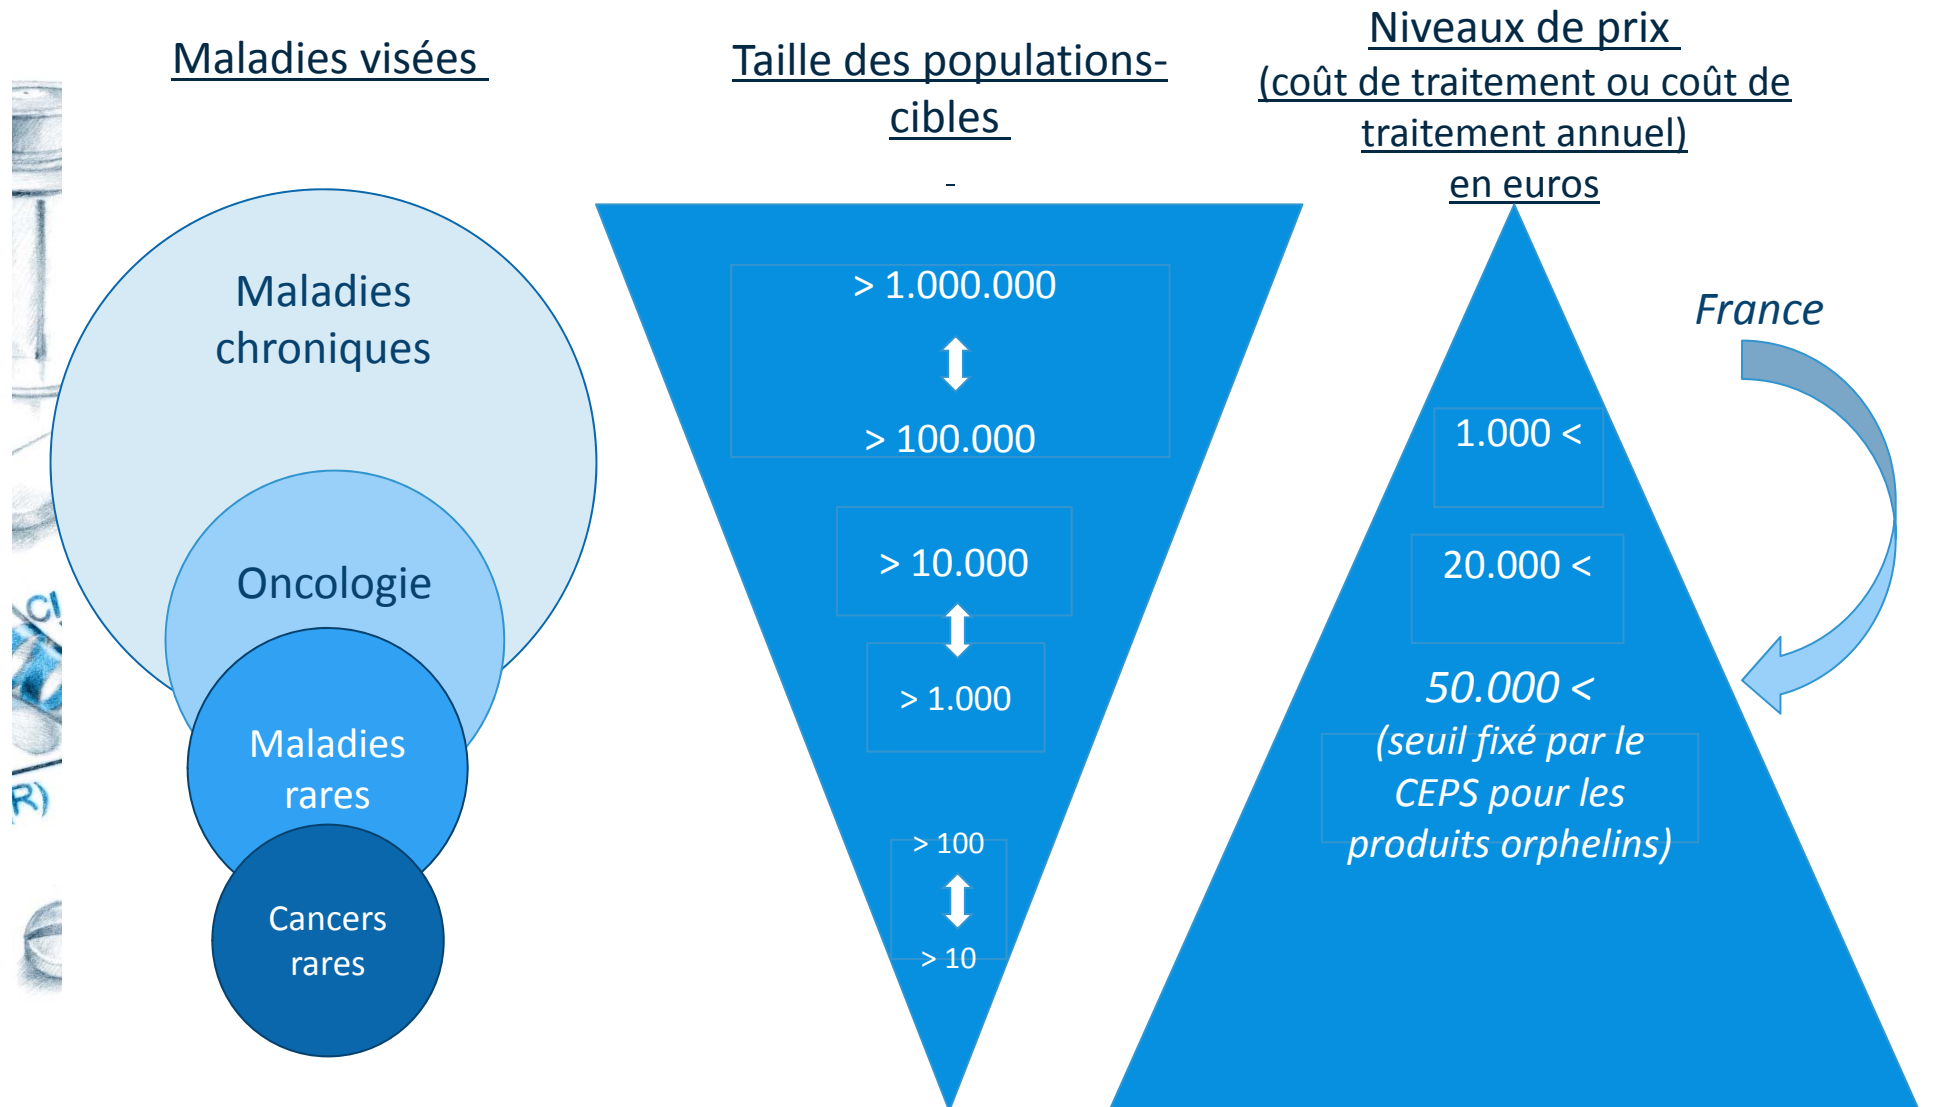 Maladies visées
Taille des populations-
cibles
Niveaux de prix
(coût de traitement ou coût de
traitement annuel)
en euros
Maladies
chroniques
Oncologie
Maladies
rares
Cancers
rares
> 1.000.000
> 100.000
> 10.000
> 1.000
> 100
> 10
1.000 <
20.000 <
50.000 <
(seuil fixé par le
CEPS pour les
produits orphelins)
France
R)